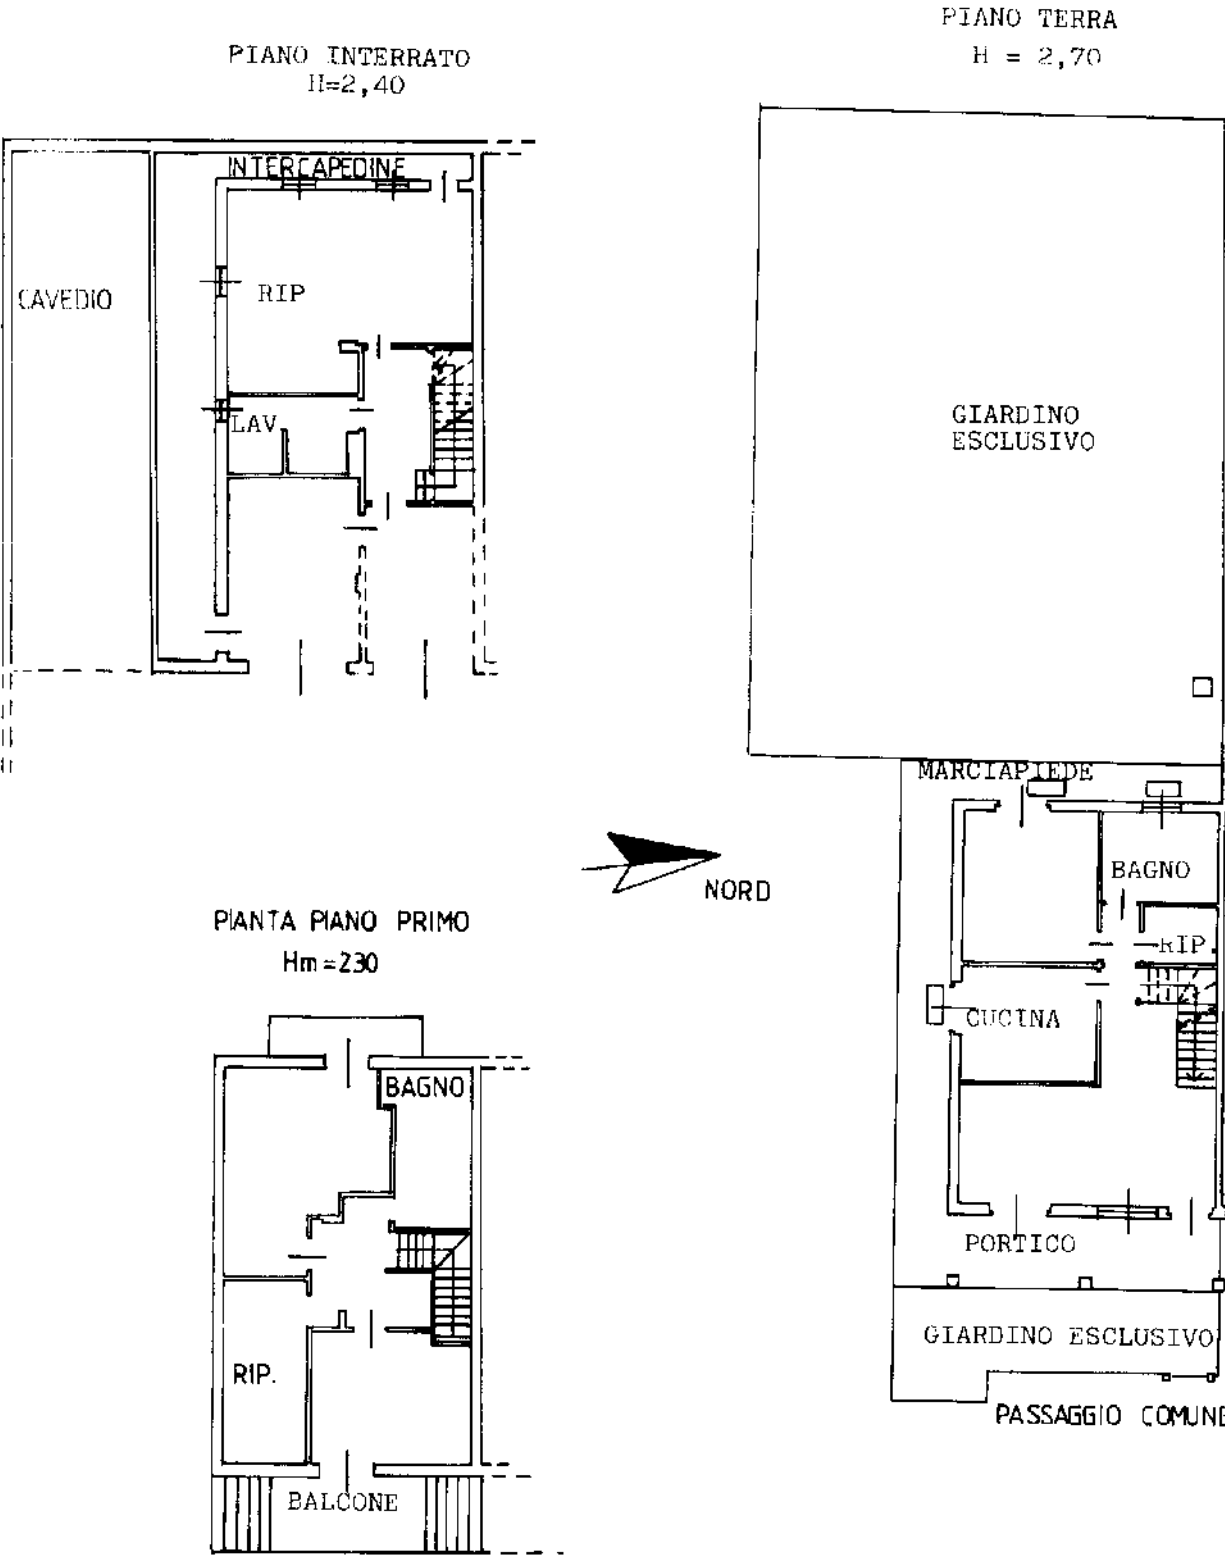 PIANO INTERRATO
H=2,40
INTERCAPEDINE
CAVEDIO
RIP
LAV
PIANO TERRA
H = 2,70
GIARDINO
ESCLUSIVO
MARCIAPIEDE
BAGNO
RIP.
CUCINA
PORTICO
GIARDINO ESCLUSIVO
PASSAGGIO COMUNE
NORD
PIANTA PIANO PRIMO
Hm=230
BAGNO
RIP.
BALCONE